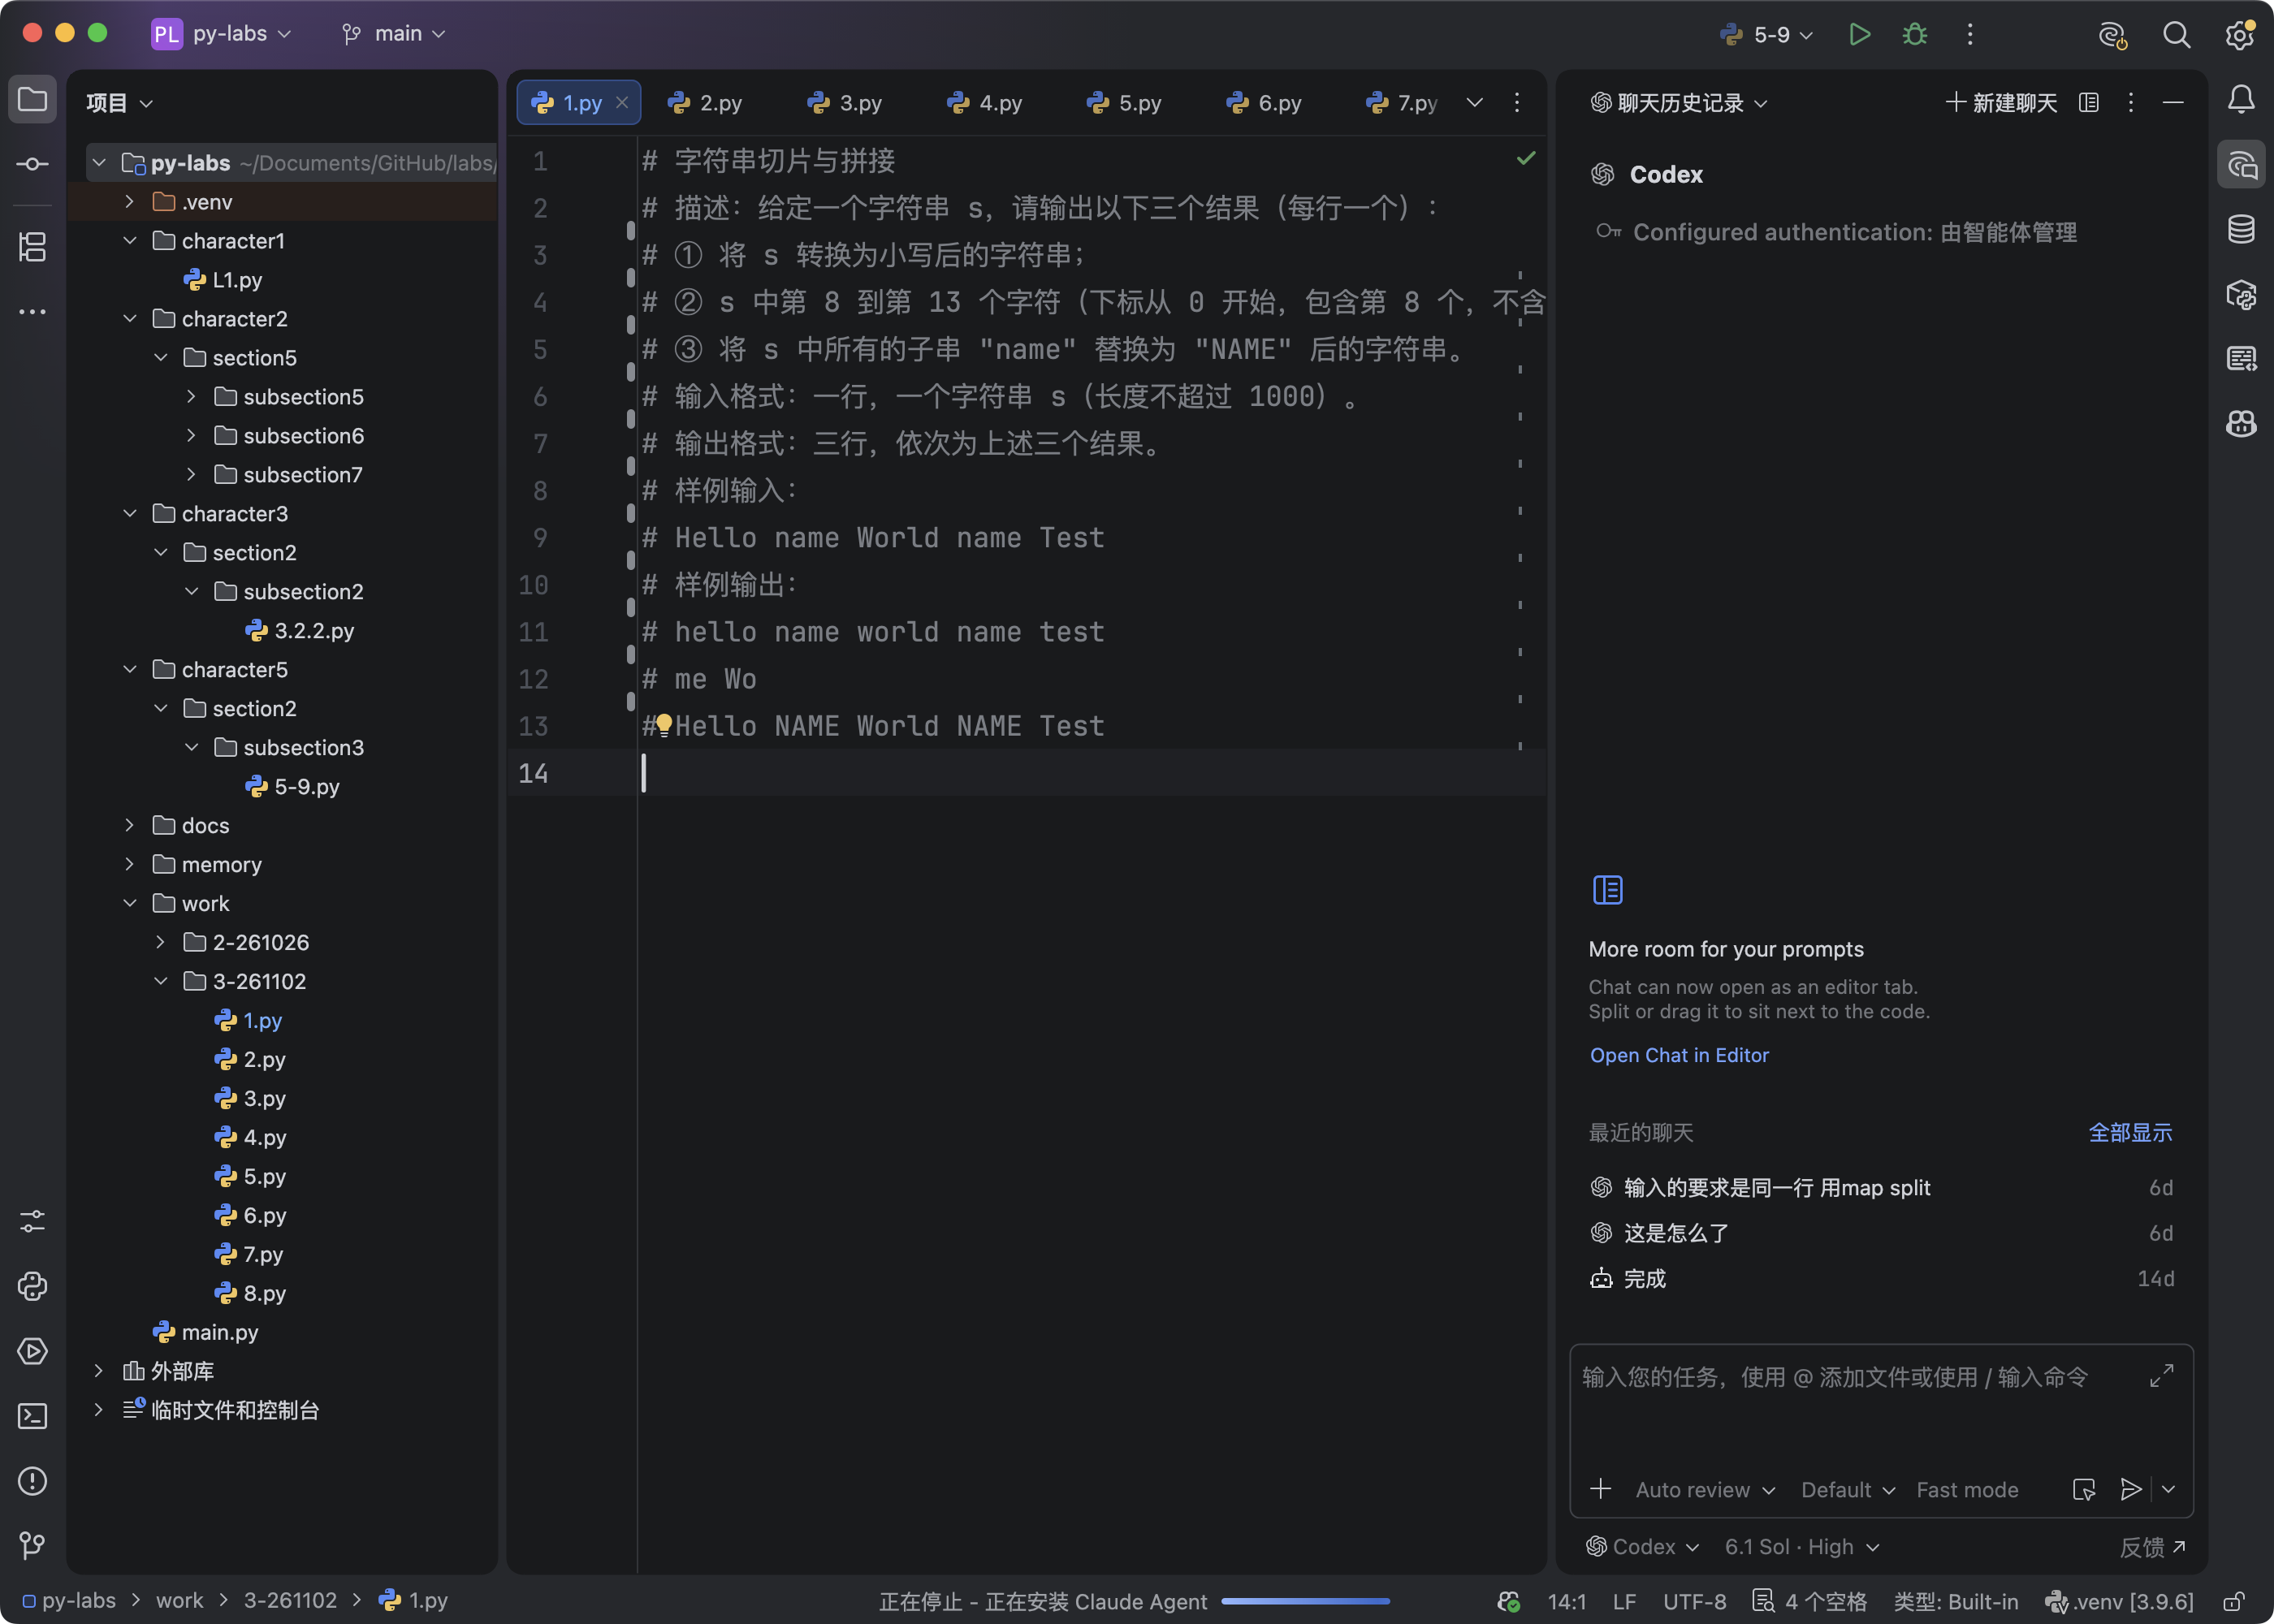 PL py-labs
main
5-9
项目
py-labs ~/Documents/GitHub/labs/
.venv
character1
L1.py
character2
section5
subsection5
subsection6
subsection7
character3
section2
subsection2
3.2.2.py
character5
section2
subsection3
5-9.py
docs
memory
work
2-261026
3-261102
1.py
2.py
3.py
4.py
5.py
6.py
7.py
8.py
main.py
外部库
临时文件和控制台
1.py 2.py 3.py 4.py 5.py 6.py 7.py
1 # 字符串切片与拼接
2 # 描述：给定一个字符串 s，请输出以下三个结果（每行一个）：
3 # ① 将 s 转换为小写后的字符串；
4 # ② s 中第 8 到第 13 个字符（下标从 0 开始，包含第 8 个，不含
5 # ③ 将 s 中所有的子串 "name" 替换为 "NAME" 后的字符串。
6 # 输入格式：一行，一个字符串 s（长度不超过 1000）。
7 # 输出格式：三行，依次为上述三个结果。
8 # 样例输入：
9 # Hello name World name Test
10 # 样例输出：
11 # hello name world name test
12 # me Wo
13 # Hello NAME World NAME Test
14
聊天历史记录
新建聊天
Codex
Configured authentication: 由智能体管理
More room for your prompts
Chat can now open as an editor tab.
Split or drag it to sit next to the code.
Open Chat in Editor
最近的聊天 全部显示
输入的要求是同一行 用map split 6d
这是怎么了 6d
完成 14d
输入您的任务，使用 @ 添加文件或使用 / 输入命令
Auto review Default Fast mode
Codex 6.1 Sol · High 反馈
py-labs work 3-261102 1.py
正在停止 - 正在安装 Claude Agent
14:1 LF UTF-8 4 个空格 类型: Built-in .venv [3.9.6]